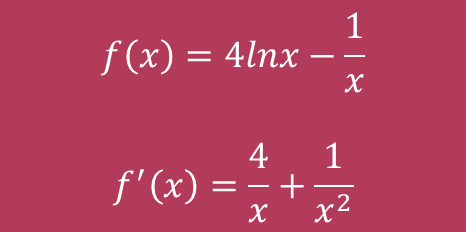 f(x) = 4lnx − 1/x
f′(x) = 4/x + 1/x²